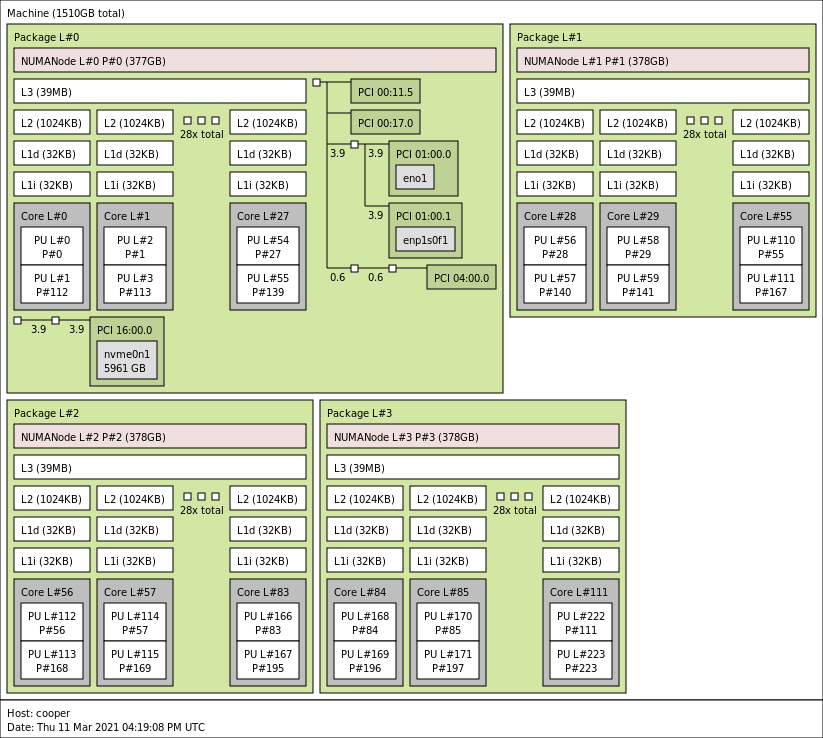 Machine (1510GB total)
Package L#0
NUMANode L#0 P#0 (377GB)
L3 (39MB)
L2 (1024KB)
L2 (1024KB)
28x total
L2 (1024KB)
L1d (32KB)
L1d (32KB)
L1d (32KB)
L1i (32KB)
L1i (32KB)
L1i (32KB)
Core L#0
PU L#0
P#0
PU L#1
P#112
Core L#1
PU L#2
P#1
PU L#3
P#113
Core L#27
PU L#54
P#27
PU L#55
P#139
PCI 00:11.5
PCI 00:17.0
3.9
3.9
PCI 01:00.0
eno1
3.9
PCI 01:00.1
enp1s0f1
0.6
0.6
PCI 04:00.0
3.9
3.9
PCI 16:00.0
nvme0n1
5961 GB
Package L#1
NUMANode L#1 P#1 (378GB)
L3 (39MB)
L2 (1024KB)
L2 (1024KB)
28x total
L2 (1024KB)
L1d (32KB)
L1d (32KB)
L1d (32KB)
L1i (32KB)
L1i (32KB)
L1i (32KB)
Core L#28
PU L#56
P#28
PU L#57
P#140
Core L#29
PU L#58
P#29
PU L#59
P#141
Core L#55
PU L#110
P#55
PU L#111
P#167
Package L#2
NUMANode L#2 P#2 (378GB)
L3 (39MB)
L2 (1024KB)
L2 (1024KB)
28x total
L2 (1024KB)
L1d (32KB)
L1d (32KB)
L1d (32KB)
L1i (32KB)
L1i (32KB)
L1i (32KB)
Core L#56
PU L#112
P#56
PU L#113
P#168
Core L#57
PU L#114
P#57
PU L#115
P#169
Core L#83
PU L#166
P#83
PU L#167
P#195
Package L#3
NUMANode L#3 P#3 (378GB)
L3 (39MB)
L2 (1024KB)
L2 (1024KB)
28x total
L2 (1024KB)
L1d (32KB)
L1d (32KB)
L1d (32KB)
L1i (32KB)
L1i (32KB)
L1i (32KB)
Core L#84
PU L#168
P#84
PU L#169
P#196
Core L#85
PU L#170
P#85
PU L#171
P#197
Core L#111
PU L#222
P#111
PU L#223
P#223
Host: cooper
Date: Thu 11 Mar 2021 04:19:08 PM UTC